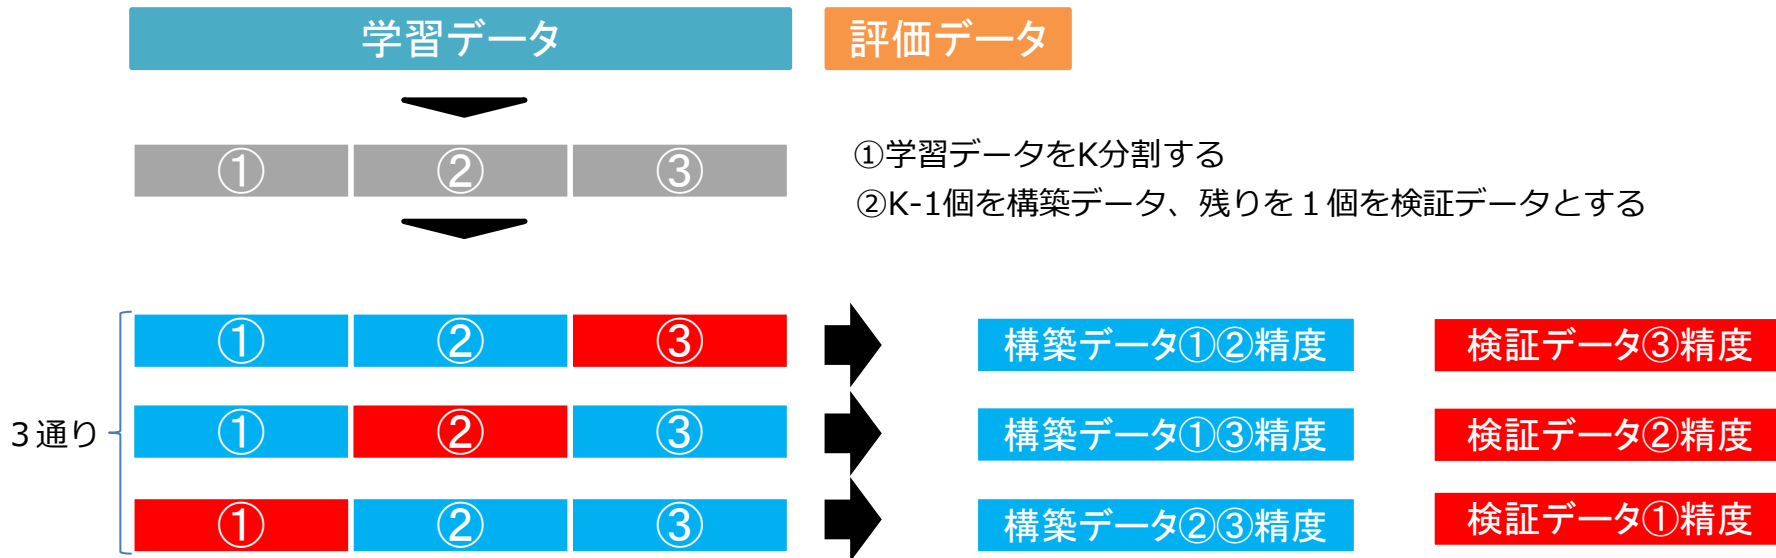 学習データ
評価データ
① ② ③
①学習データをK分割する
②K-1個を構築データ、残りを１個を検証データとする
① ② ③
構築データ①②精度
検証データ③精度
３通り
① ② ③
構築データ①③精度
検証データ②精度
① ② ③
構築データ②③精度
検証データ①精度